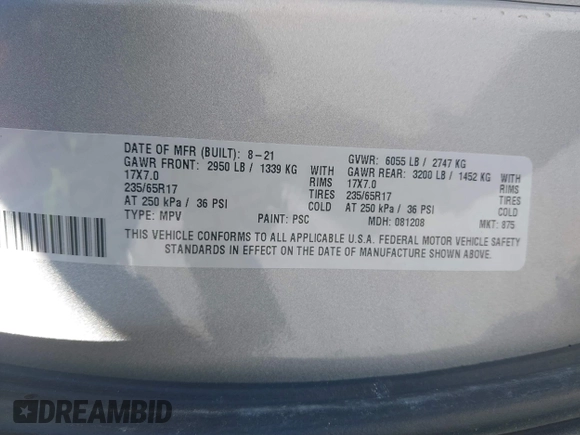 DATE OF MFR (BUILT): 8-21 GVWR: 6055 LB / 2747 KG
GAWR FRONT: 2950 LB / 1339 KG WITH GAWR REAR: 3200 LB / 1452 KG WITH
17X7.0 RIMS 17X7.0 RIMS
235/65R17 TIRES 235/65R17 TIRES
AT 250 kPa / 36 PSI COLD AT 250 kPa / 36 PSI COLD
TYPE: MPV PAINT: PSC MDH: 081208 MKT: 875
THIS VEHICLE CONFORMS TO ALL APPLICABLE U.S.A. FEDERAL MOTOR VEHICLE SAFETY
STANDARDS IN EFFECT ON THE DATE OF MANUFACTURE SHOWN ABOVE.
DREAMBID